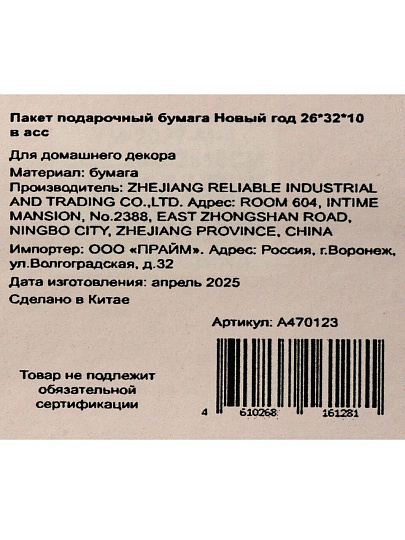 Пакет подарочный бумага Новый год 26*32*10
в асс
Для домашнего декора
Материал: бумага
Производитель: ZHEJIANG RELIABLE INDUSTRIAL
AND TRADING CO.,LTD. Адрес: ROOM 604, INTIME
MANSION, No.2388, EAST ZHONGSHAN ROAD,
NINGBO CITY, ZHEJIANG PROVINCE, CHINA
Импортер: ООО «ПРАЙМ». Адрес: Россия, г.Воронеж,
ул.Волгоградская, д.32
Дата изготовления: апрель 2025
Сделано в Китае
Артикул: A470123
Товар не подлежит
обязательной
сертификации
4 610268 161281